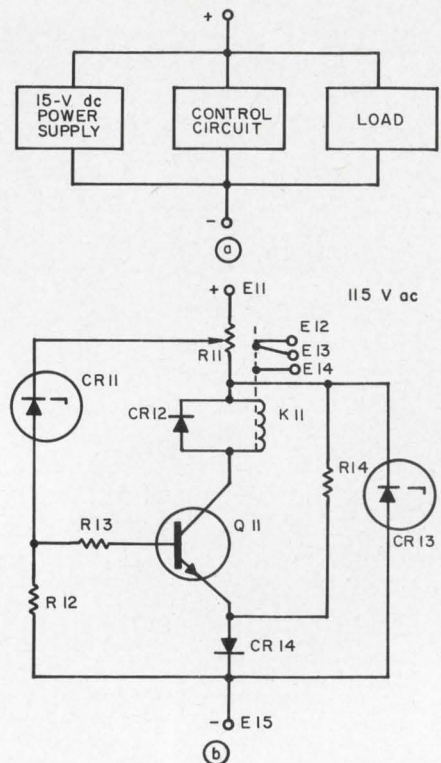 +
15-V dc
POWER
SUPPLY
CONTROL
CIRCUIT
LOAD
-
a
+ E11
115 V ac
R11
E12
E13
E14
CR11
CR12
K11
R14
CR13
R13
Q11
R12
CR14
- E15
b